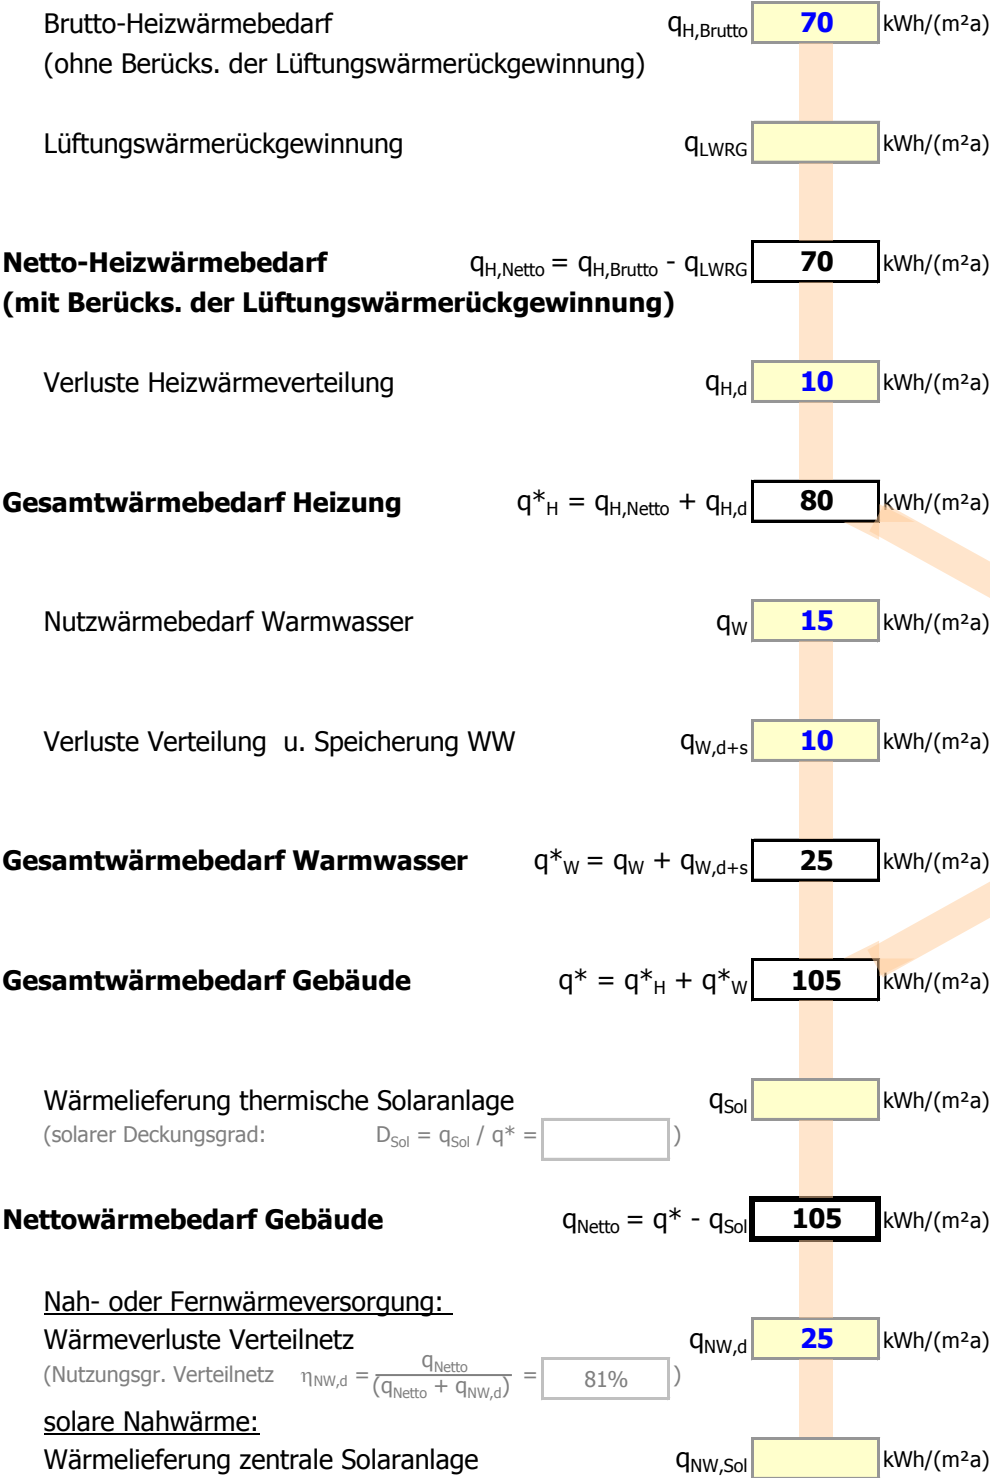 Brutto-Heizwärmebedarf q_H,Brutto 70 kWh/(m²a)
(ohne Berücks. der Lüftungswärmerückgewinnung)
Lüftungswärmerückgewinnung q_LWRG kWh/(m²a)
Netto-Heizwärmebedarf q_H,Netto = q_H,Brutto - q_LWRG 70 kWh/(m²a)
(mit Berücks. der Lüftungswärmerückgewinnung)
Verluste Heizwärmeverteilung q_H,d 10 kWh/(m²a)
Gesamtwärmebedarf Heizung q*_H = q_H,Netto + q_H,d 80 kWh/(m²a)
Nutzwärmebedarf Warmwasser q_W 15 kWh/(m²a)
Verluste Verteilung u. Speicherung WW q_W,d+s 10 kWh/(m²a)
Gesamtwärmebedarf Warmwasser q*_W = q_W + q_W,d+s 25 kWh/(m²a)
Gesamtwärmebedarf Gebäude q* = q*_H + q*_W 105 kWh/(m²a)
Wärmelieferung thermische Solaranlage q_Sol kWh/(m²a)
(solarer Deckungsgrad: D_Sol = q_Sol / q* = )
Nettowärmebedarf Gebäude q_Netto = q* - q_Sol 105 kWh/(m²a)
Nah- oder Fernwärmeversorgung:
Wärmeverluste Verteilnetz q_NW,d 25 kWh/(m²a)
(Nutzungsgr. Verteilnetz η_NW,d = q_Netto / (q_Netto + q_NW,d) = 81% )
solare Nahwärme:
Wärmelieferung zentrale Solaranlage q_NW,Sol kWh/(m²a)